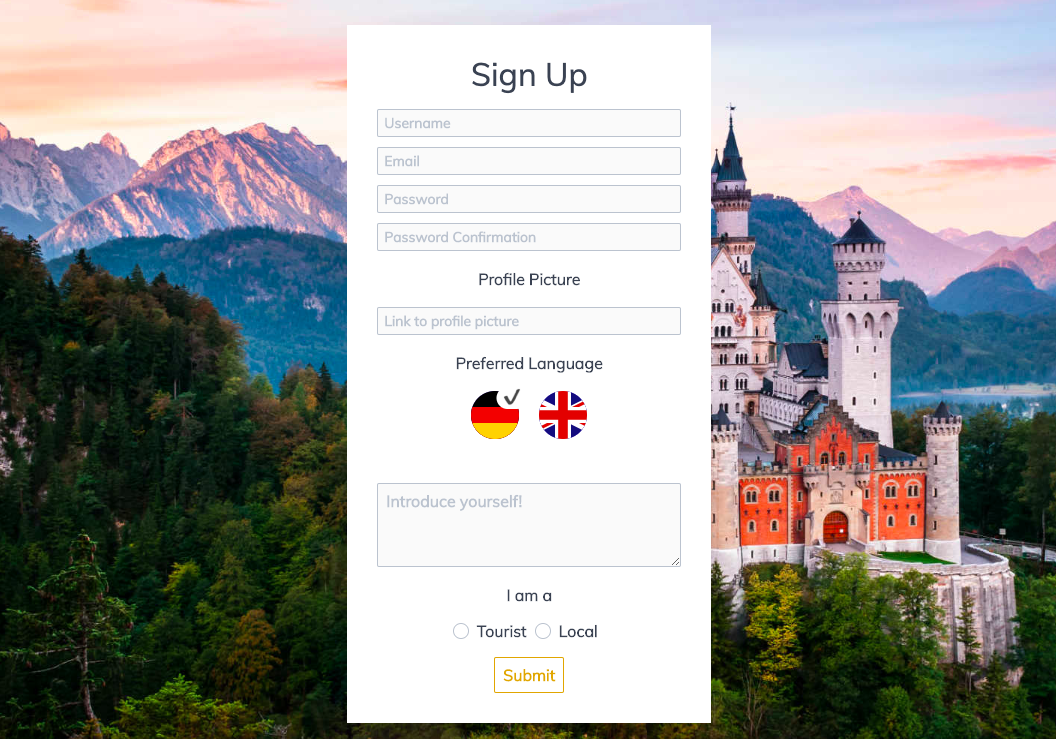 Sign Up
Username
Email
Password
Password Confirmation
Profile Picture
Link to profile picture
Preferred Language
Introduce yourself!
I am a
Tourist Local
Submit